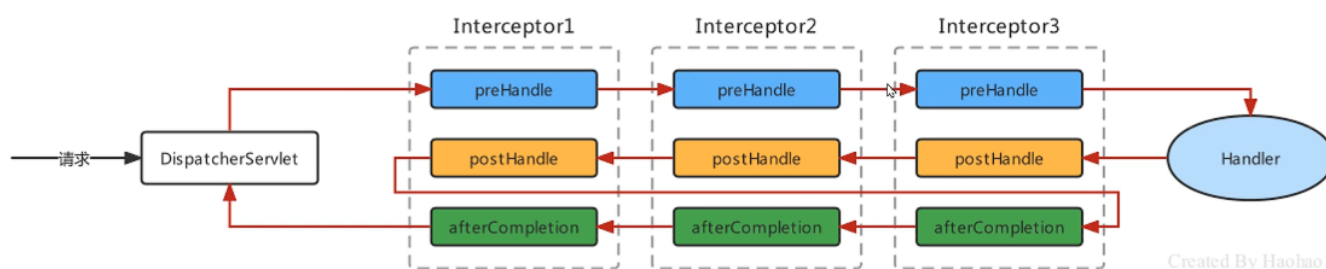 Interceptor1 Interceptor2 Interceptor3
preHandle preHandle preHandle
请求 DispatcherServlet postHandle postHandle postHandle Handler
afterCompletion afterCompletion afterCompletion
Created By Haohao